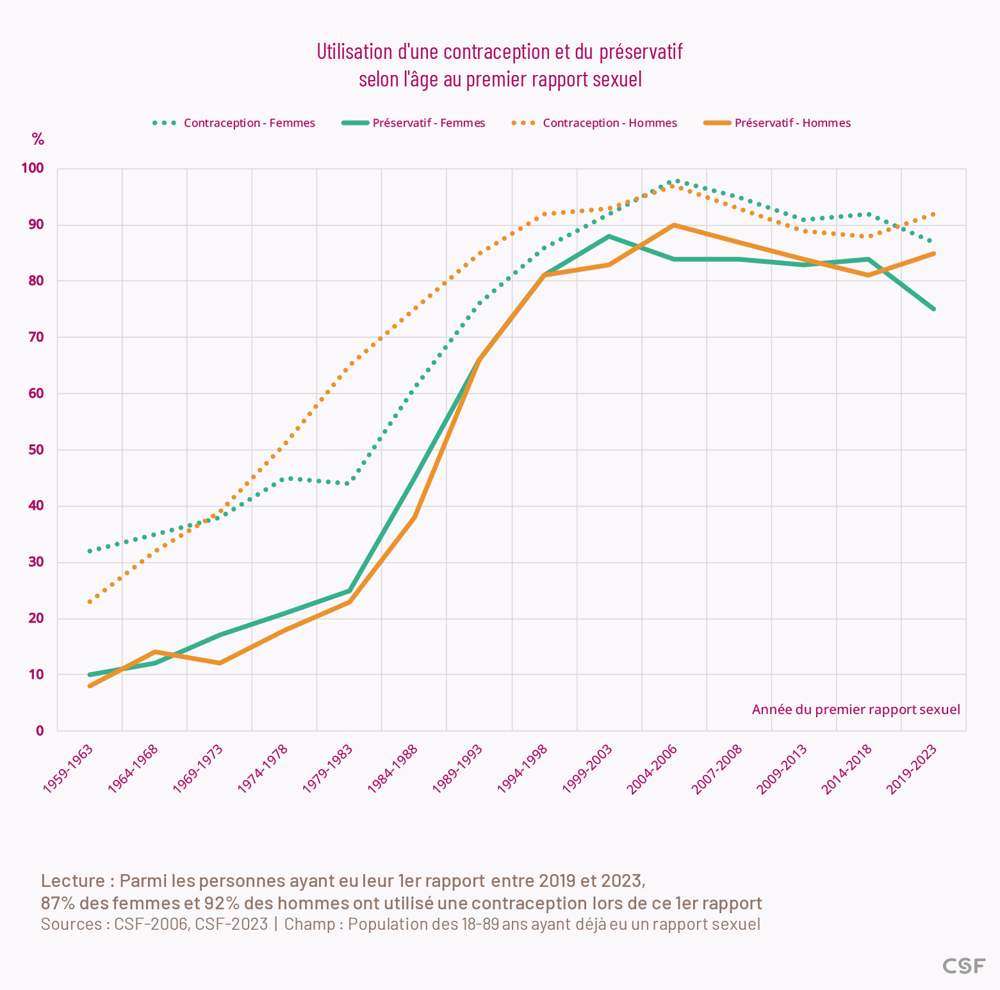 Utilisation d'une contraception et du préservatif
selon l'âge au premier rapport sexuel
Contraception - Femmes
Préservatif - Femmes
Contraception - Hommes
Préservatif - Hommes
%
100
90
80
70
60
50
40
30
20
10
0
Année du premier rapport sexuel
1959-1963
1964-1968
1969-1973
1974-1978
1979-1983
1984-1988
1989-1993
1994-1998
1999-2003
2004-2006
2007-2008
2009-2013
2014-2018
2019-2023
Lecture : Parmi les personnes ayant eu leur 1er rapport entre 2019 et 2023,
87% des femmes et 92% des hommes ont utilisé une contraception lors de ce 1er rapport
Sources : CSF-2006, CSF-2023 | Champ : Population des 18-89 ans ayant déjà eu un rapport sexuel
CSF